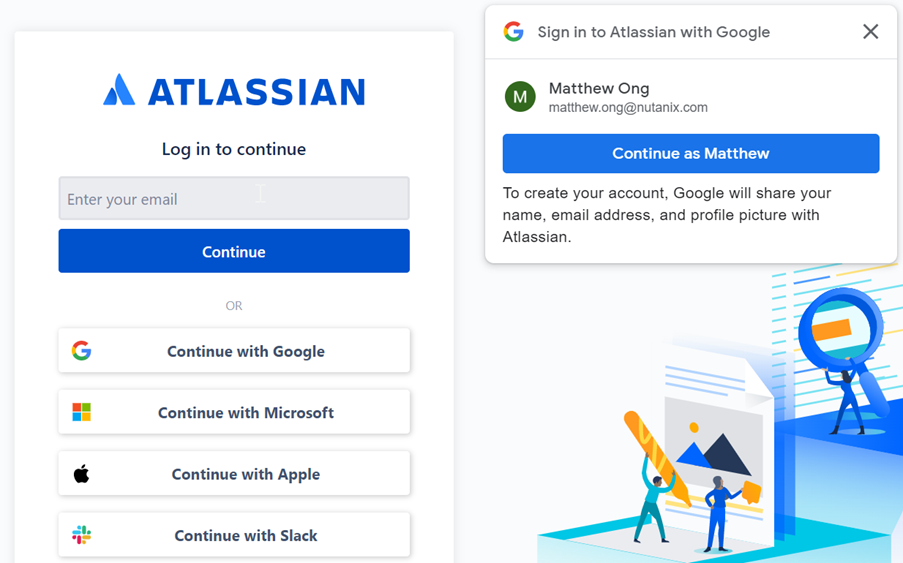 ATLASSIAN
Log in to continue
Enter your email
Continue
OR
Continue with Google
Continue with Microsoft
Continue with Apple
Continue with Slack
Sign in to Atlassian with Google
M
Matthew Ong
matthew.ong@nutanix.com
Continue as Matthew
To create your account, Google will share your
name, email address, and profile picture with
Atlassian.